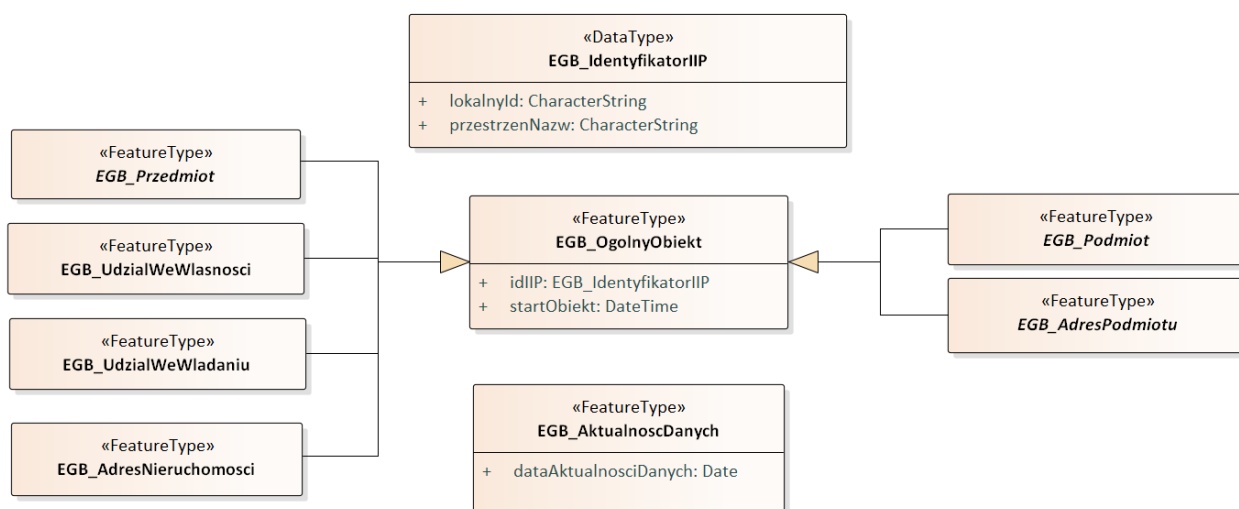 «DataType»
EGB_IdentyfikatorIIP
+ lokalnyId: CharacterString
+ przestrzenNazw: CharacterString
«FeatureType»
EGB_Przedmiot
«FeatureType»
EGB_UdzialWeWlasnosci
«FeatureType»
EGB_UdzialWeWladaniu
«FeatureType»
EGB_AdresNieruchomosci
«FeatureType»
EGB_OgolnyObiekt
+ idIIP: EGB_IdentyfikatorIIP
+ startObiekt: DateTime
«FeatureType»
EGB_AktualnoscDanych
+ dataAktualnosciDanych: Date
«FeatureType»
EGB_Podmiot
«FeatureType»
EGB_AdresPodmiotu